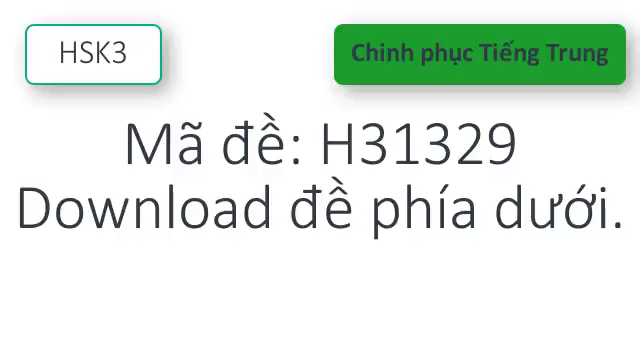 HSK3
Chinh phục Tiếng Trung
Mã đề: H31329
Download đề phía dưới.